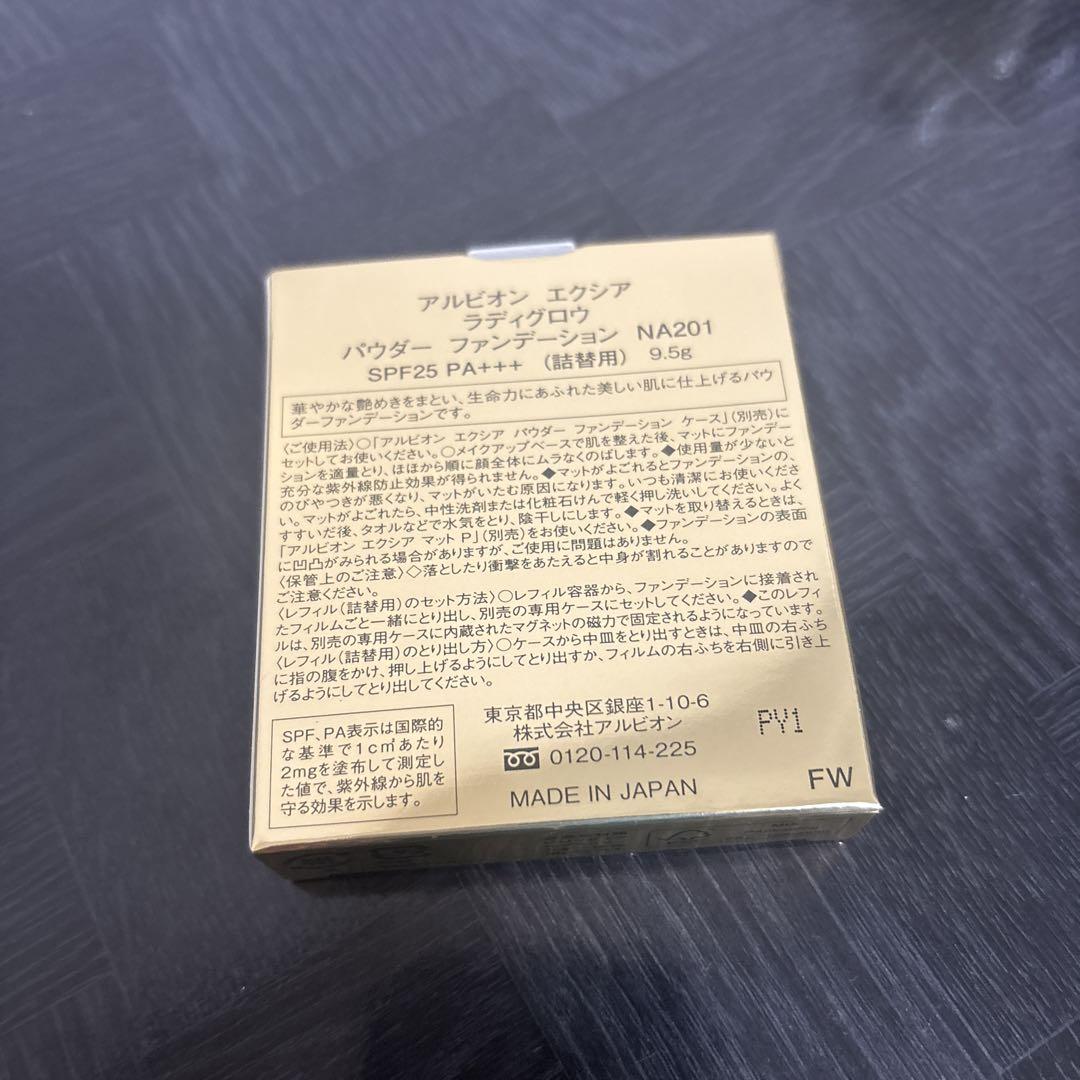 アルビオン エクシア
ラディグロウ
パウダー ファンデーション NA201
SPF25 PA+++ (詰替用) 9.5g
華やかな艶めきをまとい、生命力にあふれた美しい肌に仕上げるパウ
ダーファンデーションです。
〈ご使用法〉○「アルビオン エクシア パウダー ファンデーション ケース」(別売)に
セットしてお使いください。○メイクアップベースで肌を整えた後、マットにファンデー
ションを適量とり、ほほから順に顔全体にムラなくのばします。◆使用量が少ないと
充分な紫外線防止効果が得られません。◆マットがよごれるとファンデーションの、
のびやつきが悪くなり、マットがいたむ原因になります。いつも清潔にお使いくださ
い。マットがよごれたら、中性洗剤または化粧石けんで軽く押し洗いしてください。よく
すすいだ後、タオルなどで水気をとり、陰干しにします。◆マットを取り替えるときは、
「アルビオン エクシア マット P」(別売)をお使いください。◆ファンデーションの表面
に凹凸がみられる場合がありますが、ご使用に問題はありません。
〈保管上のご注意〉◇落としたり衝撃をあたえると中身が割れることがありますので
ご注意ください。
〈レフィル(詰替用)のセット方法〉○レフィル容器から、ファンデーションに接着され
たフィルムごと一緒にとり出し、別売の専用ケースにセットしてください。◆このレフィ
ルは、別売の専用ケースに内蔵されたマグネットの磁力で固定されるようになっています。
〈レフィル(詰替用)のとり出し方〉○ケースから中皿をとり出すときは、中皿の右ふち
に指の腹をかけ、押し上げるようにしてとり出すか、フィルムの右ふちを右側に引き上
げるようにしてとり出してください。
SPF、PA表示は国際的
な基準で1c㎡あたり
2mgを塗布して測定し
た値で、紫外線から肌を
守る効果を示します。
東京都中央区銀座1-10-6
株式会社アルビオン
0120-114-225
MADE IN JAPAN
PY1
FW